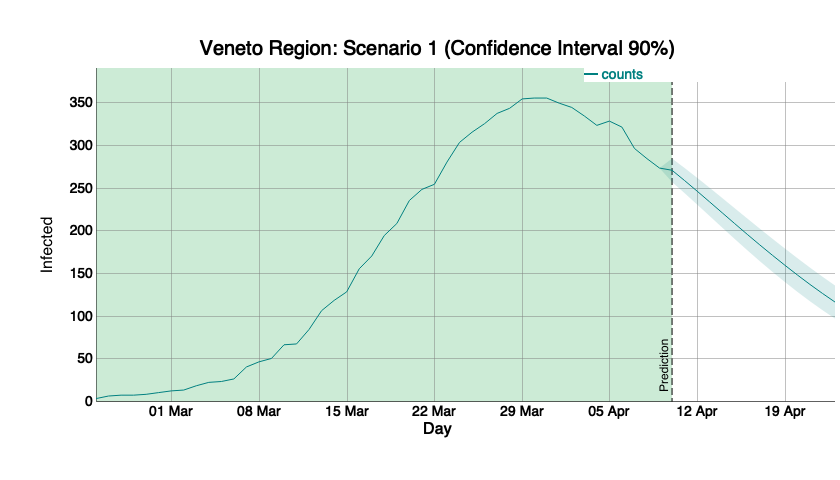 Veneto Region: Scenario 1 (Confidence Interval 90%)
counts
350
300
250
200
150
100
50
0
Infected
Prediction
01 Mar
08 Mar
15 Mar
22 Mar
29 Mar
05 Apr
12 Apr
19 Apr
Day